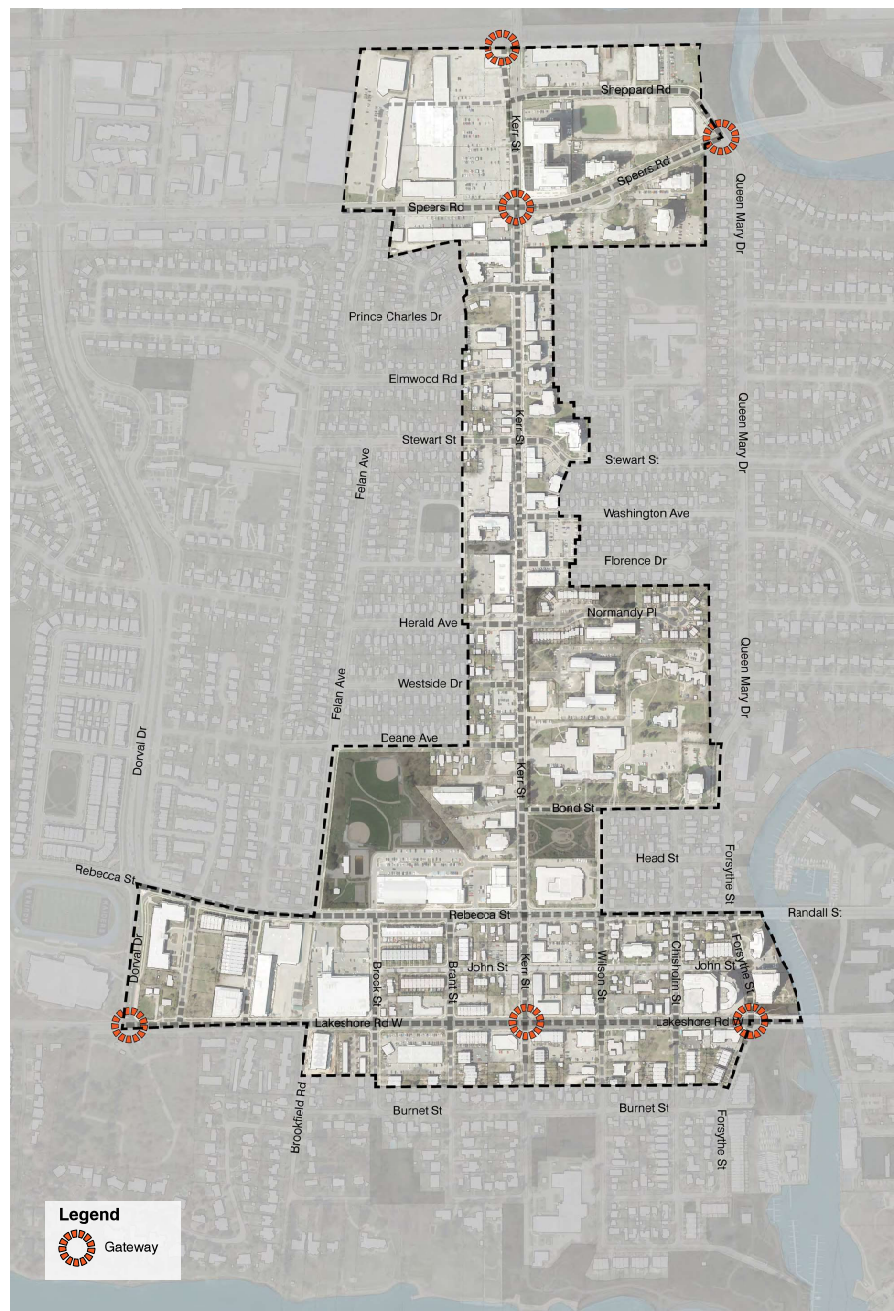 Sheppard Rd
Kerr St
Speers Rd
Speers Rd
Queen Mary Dr
Prince Charles Dr
Elmwood Rd
Kerr St
Queen Mary Dr
Stewart St
Stewart St
Felan Ave
Washington Ave
Florence Dr
Normandy Pl
Herald Ave
Queen Mary Dr
Westside Dr
Felan Ave
Deane Ave
Dorval Dr
Kerr St
Bond St
Head St
Forsythe St
Rebecca St
Rebecca St
Randall St
Dorval Dr
Brook St
Brant St
John St
Kerr St
Wilson St
Chisholm St
John St
Forsythe St
Lakeshore Rd W
Lakeshore Rd W
Brookfield Rd
Burnet St
Burnet St
Forsythe St
Legend
Gateway